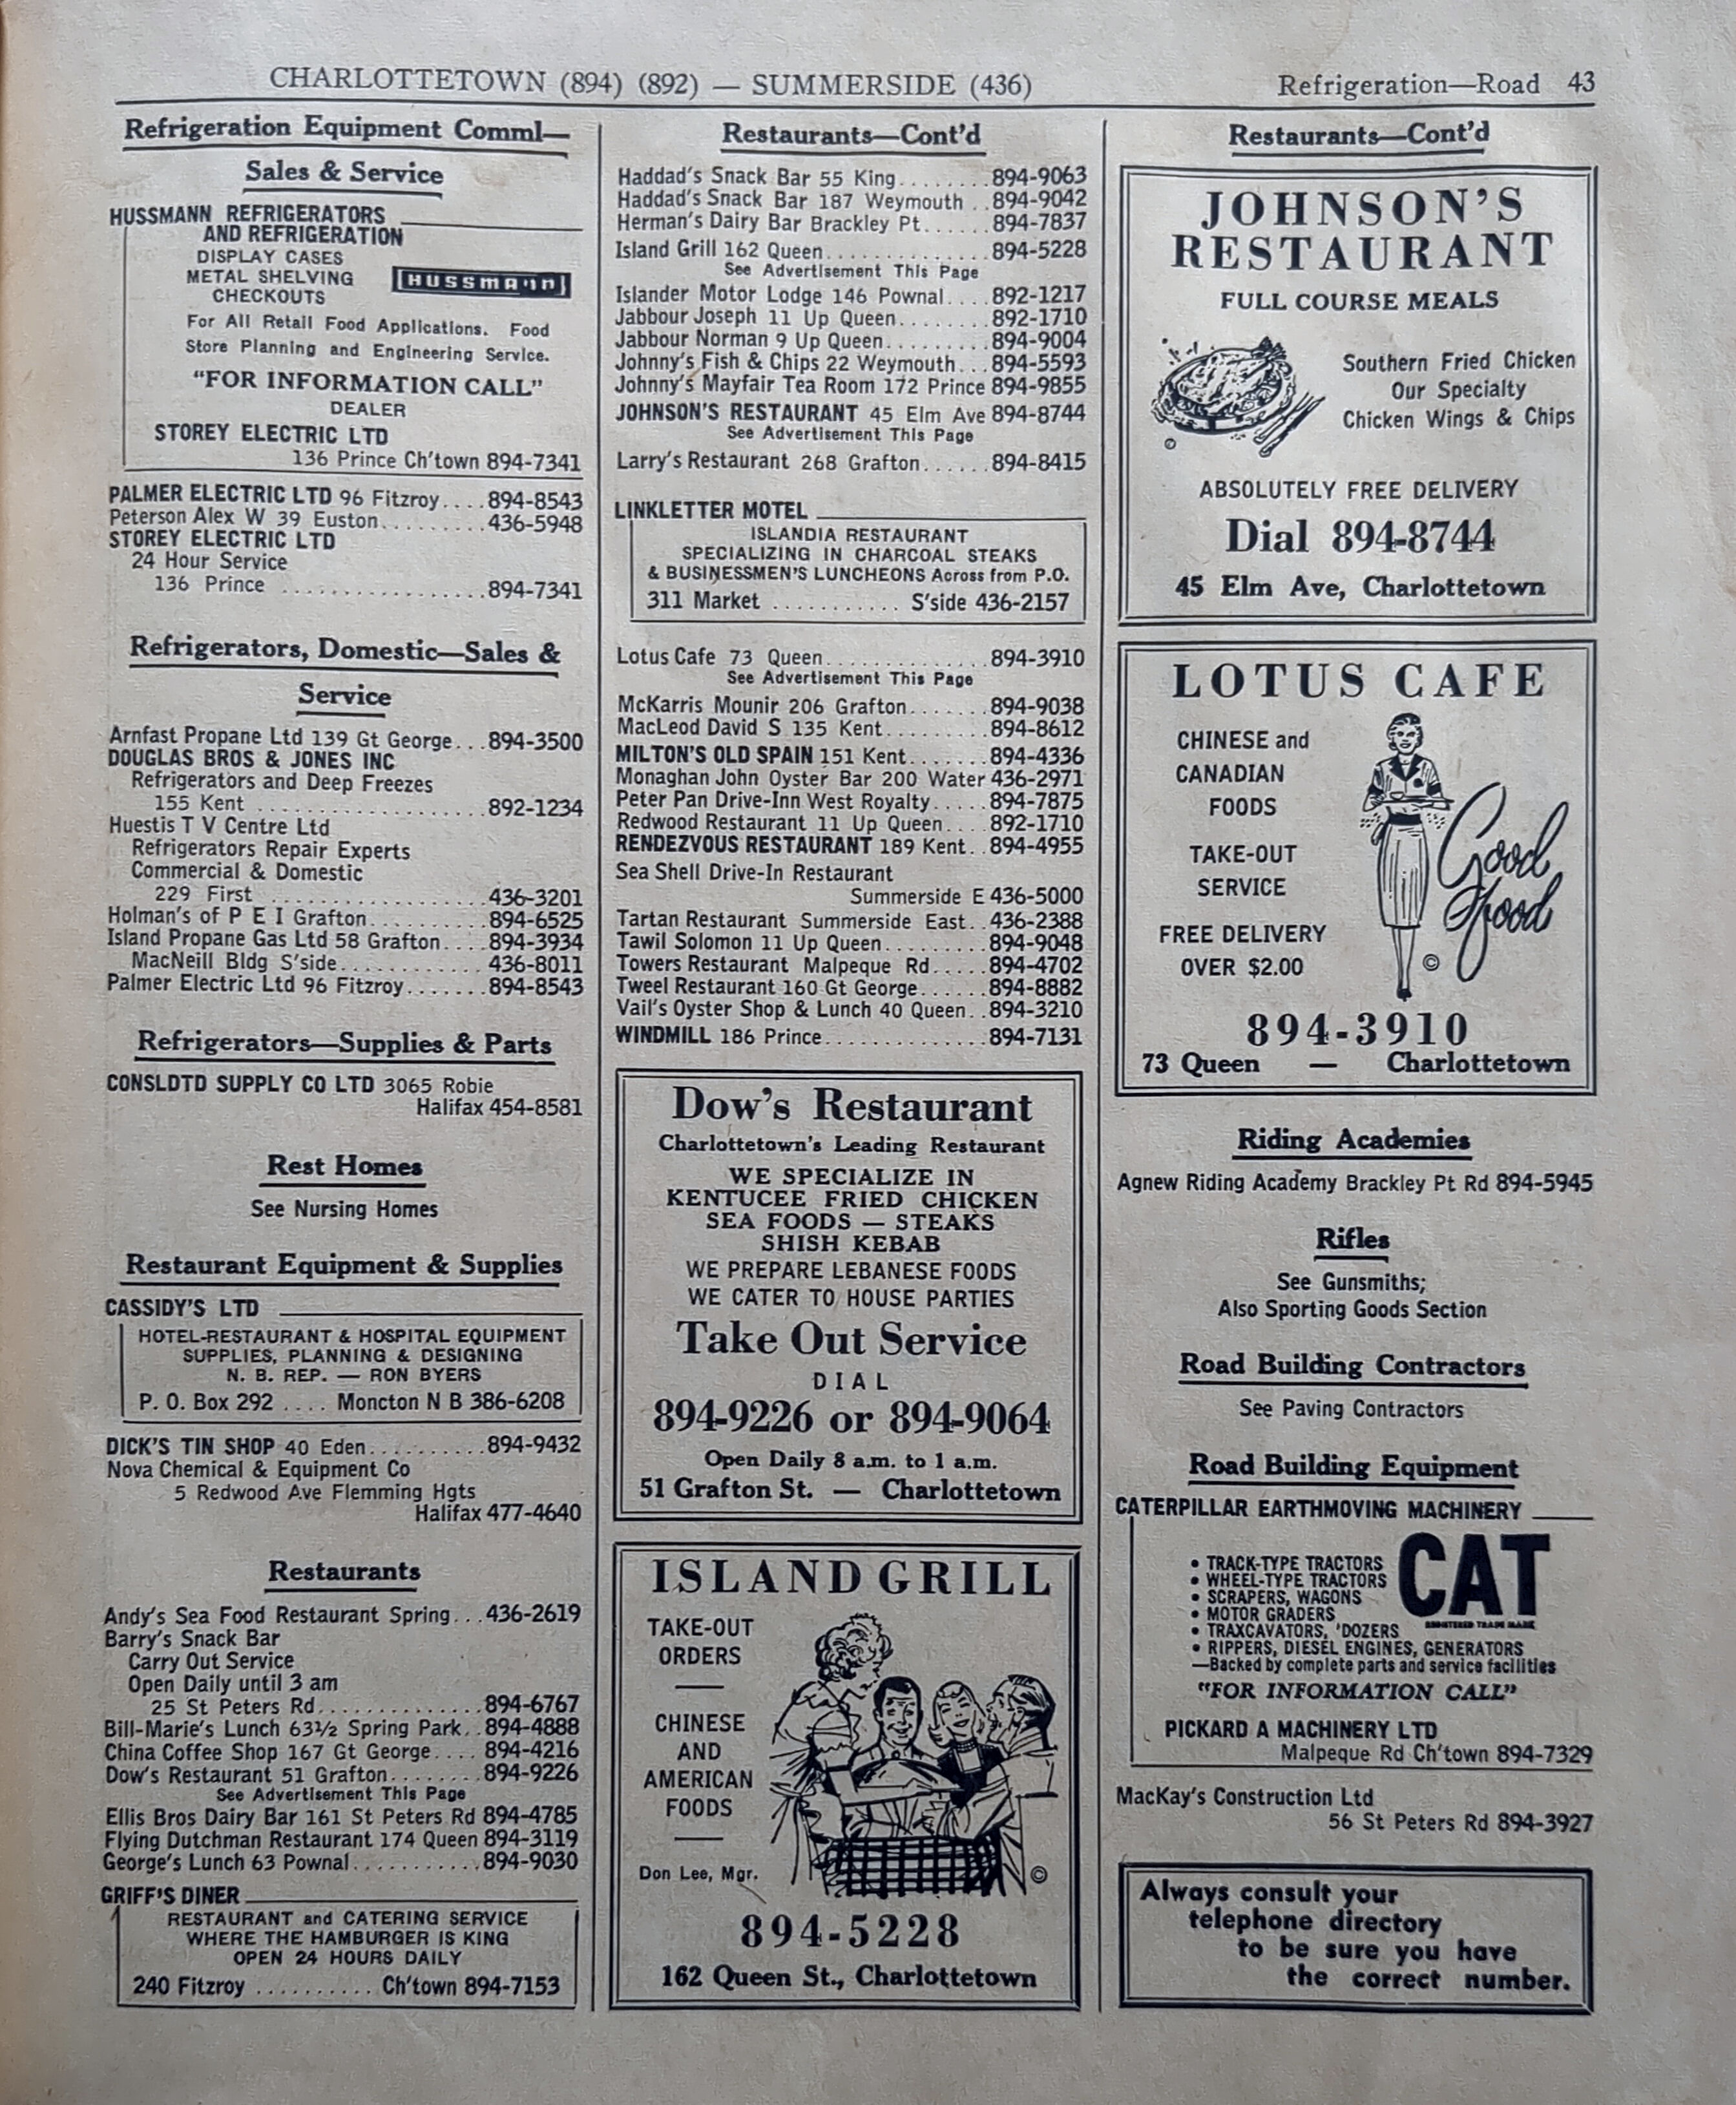 CHARLOTTETOWN (894) (892) — SUMMERSIDE (436)
Refrigeration—Road 43
Refrigeration Equipment Comml—
Sales & Service
HUSSMANN REFRIGERATORS
AND REFRIGERATION
DISPLAY CASES
METAL SHELVING
CHECKOUTS
HUSSMANN
For All Retail Food Applications. Food
Store Planning and Engineering Service.
"FOR INFORMATION CALL"
DEALER
STOREY ELECTRIC LTD
136 Prince Ch'town 894-7341
PALMER ELECTRIC LTD 96 Fitzroy....894-8543
Peterson Alex W 39 Euston.........436-5948
STOREY ELECTRIC LTD
24 Hour Service
136 Prince .................894-7341
Refrigerators, Domestic—Sales &
Service
Arnfast Propane Ltd 139 Gt George...894-3500
DOUGLAS BROS & JONES INC
Refrigerators and Deep Freezes
155 Kent ...................892-1234
Huestis T V Centre Ltd
Refrigerators Repair Experts
Commercial & Domestic
229 First ..................436-3201
Holman's of P E I Grafton..........894-6525
Island Propane Gas Ltd 58 Grafton....894-3934
MacNeill Bldg S'side............436-8011
Palmer Electric Ltd 96 Fitzroy.......894-8543
Refrigerators—Supplies & Parts
CONSLDTD SUPPLY CO LTD 3065 Robie
Halifax 454-8581
Rest Homes
See Nursing Homes
Restaurant Equipment & Supplies
CASSIDY'S LTD
HOTEL-RESTAURANT & HOSPITAL EQUIPMENT
SUPPLIES, PLANNING & DESIGNING
N. B. REP. — RON BYERS
P. O. Box 292 .... Moncton N B 386-6208
DICK'S TIN SHOP 40 Eden..........894-9432
Nova Chemical & Equipment Co
5 Redwood Ave Flemming Hgts
Halifax 477-4640
Restaurants
Andy's Sea Food Restaurant Spring...436-2619
Barry's Snack Bar
Carry Out Service
Open Daily until 3 am
25 St Peters Rd..............894-6767
Bill-Marie's Lunch 63½ Spring Park..894-4888
China Coffee Shop 167 Gt George....894-4216
Dow's Restaurant 51 Grafton........894-9226
See Advertisement This Page
Ellis Bros Dairy Bar 161 St Peters Rd 894-4785
Flying Dutchman Restaurant 174 Queen 894-3119
George's Lunch 63 Pownal...........894-9030
GRIFF'S DINER
RESTAURANT and CATERING SERVICE
WHERE THE HAMBURGER IS KING
OPEN 24 HOURS DAILY
240 Fitzroy .......... Ch'town 894-7153
Restaurants—Cont'd
Haddad's Snack Bar 55 King........894-9063
Haddad's Snack Bar 187 Weymouth ..894-9042
Herman's Dairy Bar Brackley Pt......894-7837
Island Grill 162 Queen..............894-5228
See Advertisement This Page
Islander Motor Lodge 146 Pownal....892-1217
Jabbour Joseph 11 Up Queen........892-1710
Jabbour Norman 9 Up Queen.........894-9004
Johnny's Fish & Chips 22 Weymouth...894-5593
Johnny's Mayfair Tea Room 172 Prince 894-9855
JOHNSON'S RESTAURANT 45 Elm Ave 894-8744
See Advertisement This Page
Larry's Restaurant 268 Grafton......894-8415
LINKLETTER MOTEL
ISLANDIA RESTAURANT
SPECIALIZING IN CHARCOAL STEAKS
& BUSINESSMEN'S LUNCHEONS Across from P.O.
311 Market ........... S'side 436-2157
Lotus Cafe 73 Queen..............894-3910
See Advertisement This Page
McKarris Mounir 206 Grafton.......894-9038
MacLeod David S 135 Kent.........894-8612
MILTON'S OLD SPAIN 151 Kent.......894-4336
Monaghan John Oyster Bar 200 Water 436-2971
Peter Pan Drive-Inn West Royalty.....894-7875
Redwood Restaurant 11 Up Queen....892-1710
RENDEZVOUS RESTAURANT 189 Kent..894-4955
Sea Shell Drive-In Restaurant
Summerside E 436-5000
Tartan Restaurant Summerside East..436-2388
Tawil Solomon 11 Up Queen.........894-9048
Towers Restaurant Malpeque Rd.....894-4702
Tweel Restaurant 160 Gt George......894-8882
Vail's Oyster Shop & Lunch 40 Queen..894-3210
WINDMILL 186 Prince..............894-7131
Dow's Restaurant
Charlottetown's Leading Restaurant
WE SPECIALIZE IN
KENTUCEE FRIED CHICKEN
SEA FOODS — STEAKS
SHISH KEBAB
WE PREPARE LEBANESE FOODS
WE CATER TO HOUSE PARTIES
Take Out Service
DIAL
894-9226 or 894-9064
Open Daily 8 a.m. to 1 a.m.
51 Grafton St. — Charlottetown
ISLAND GRILL
TAKE-OUT
ORDERS
—
CHINESE
AND
AMERICAN
FOODS
—
Don Lee, Mgr.
©
894-5228
162 Queen St., Charlottetown
Restaurants—Cont'd
JOHNSON'S
RESTAURANT
FULL COURSE MEALS
Southern Fried Chicken
Our Specialty
Chicken Wings & Chips
©
ABSOLUTELY FREE DELIVERY
Dial 894-8744
45 Elm Ave, Charlottetown
LOTUS CAFE
CHINESE and
CANADIAN
FOODS
TAKE-OUT
SERVICE
FREE DELIVERY
OVER $2.00
Good
Food
©
894-3910
73 Queen — Charlottetown
Riding Academies
Agnew Riding Academy Brackley Pt Rd 894-5945
Rifles
See Gunsmiths;
Also Sporting Goods Section
Road Building Contractors
See Paving Contractors
Road Building Equipment
CATERPILLAR EARTHMOVING MACHINERY
• TRACK-TYPE TRACTORS
• WHEEL-TYPE TRACTORS
• SCRAPERS, WAGONS
• MOTOR GRADERS
• TRAXCAVATORS, 'DOZERS
• RIPPERS, DIESEL ENGINES, GENERATORS
—Backed by complete parts and service facilities
CAT
REGISTERED TRADE MARK
"FOR INFORMATION CALL"
PICKARD A MACHINERY LTD
Malpeque Rd Ch'town 894-7329
MacKay's Construction Ltd
56 St Peters Rd 894-3927
Always consult your
telephone directory
to be sure you have
the correct number.